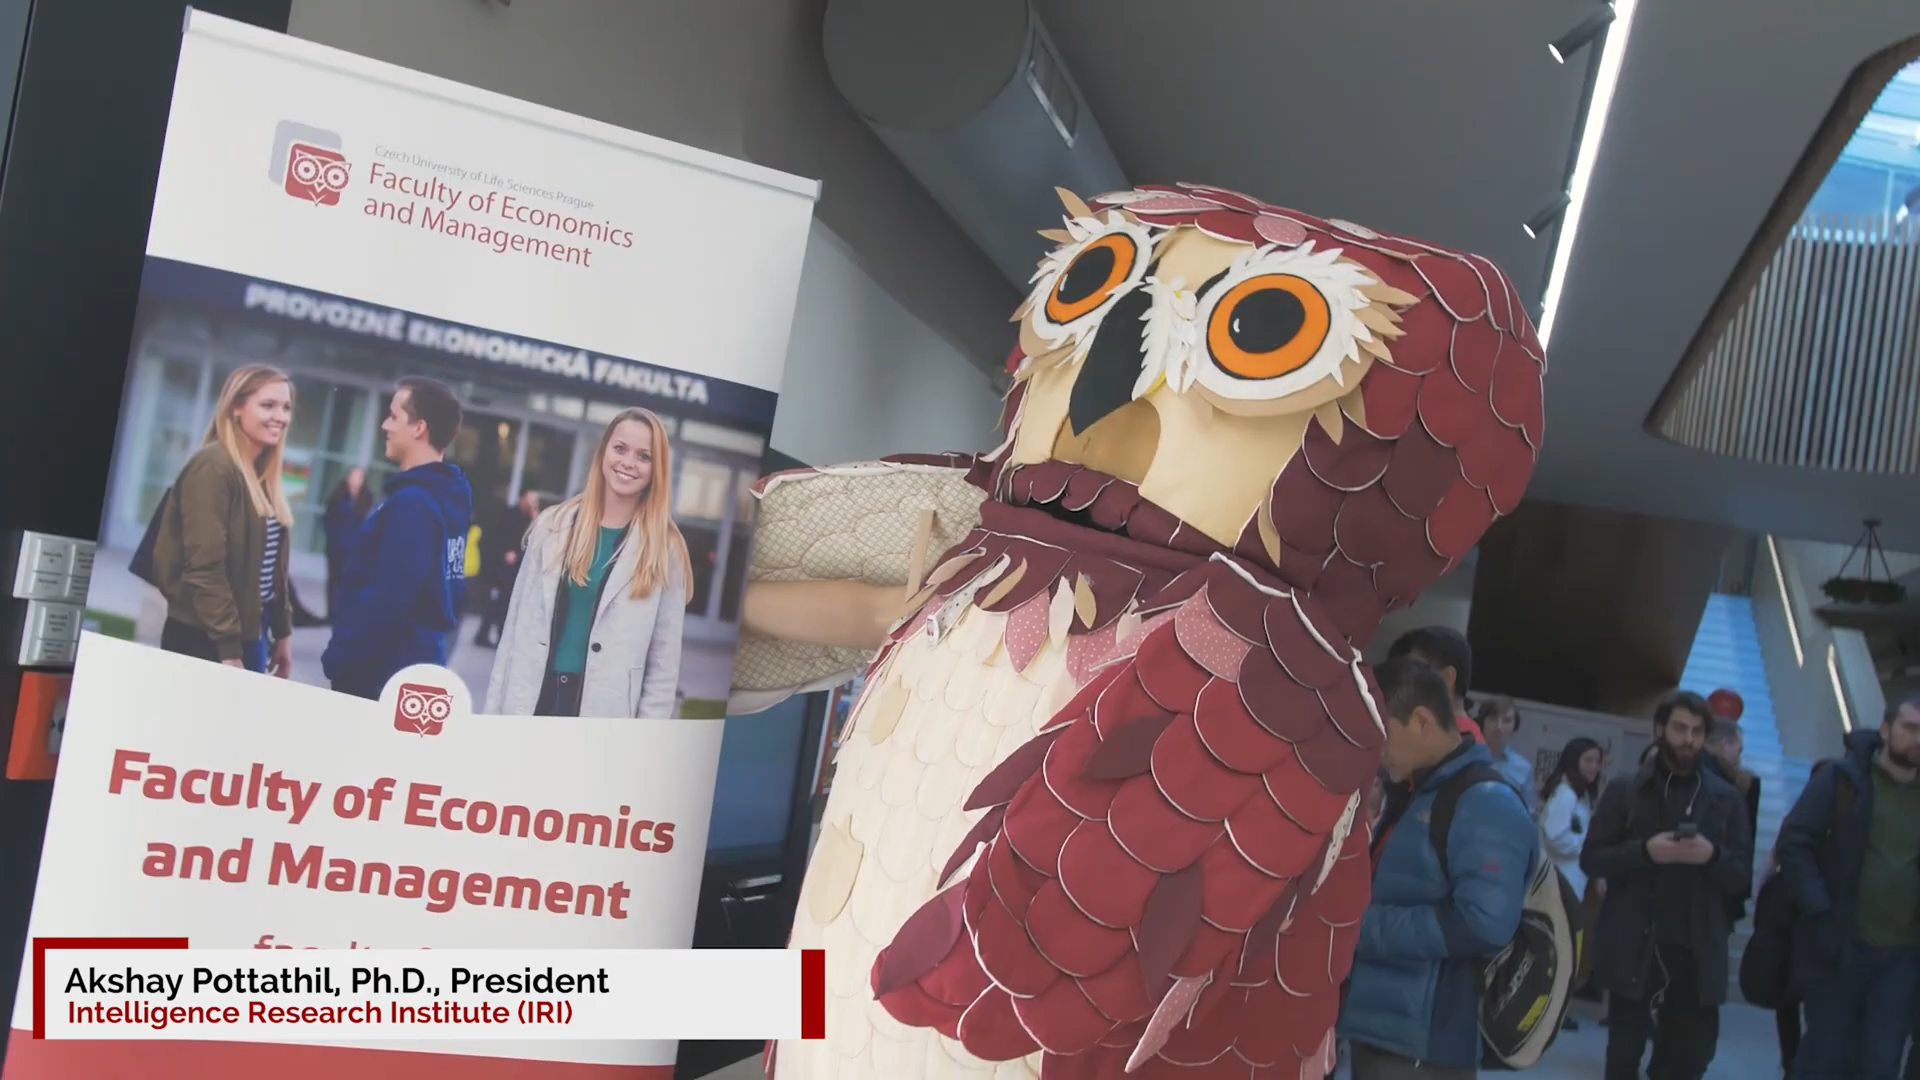 Czech University of Life Sciences Prague
Faculty of Economics
and Management
PROVOZNĚ EKONOMICKÁ FAKULTA
Faculty of Economics
and Management
Akshay Pottathil, Ph.D., President
Intelligence Research Institute (IRI)